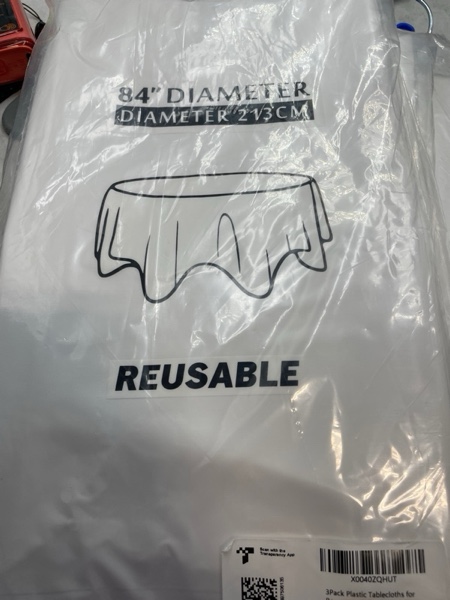 84" DIAMETER
DIAMETER 213CM
REUSABLE
Scan with the
Transparency App
X0040ZQHUT
3Pack Plastic Tablecloths for